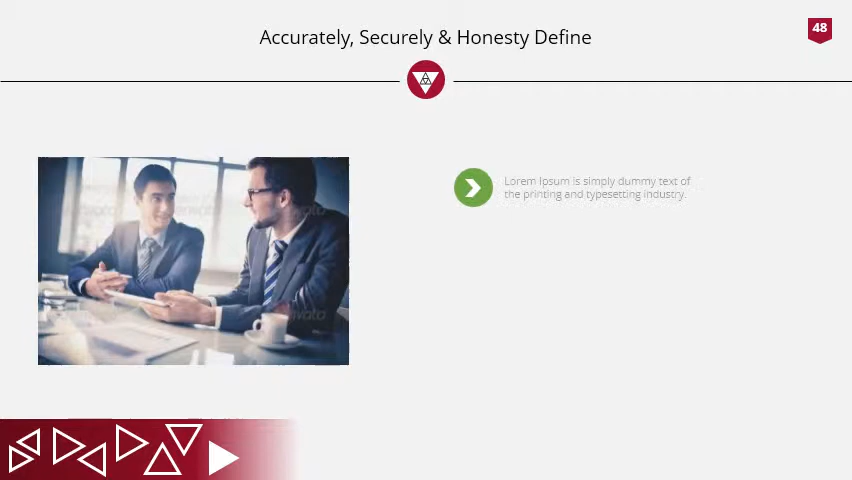 Accurately, Securely & Honesty Define
48
Lorem Ipsum is simply dummy text of
the printing and typesetting industry.